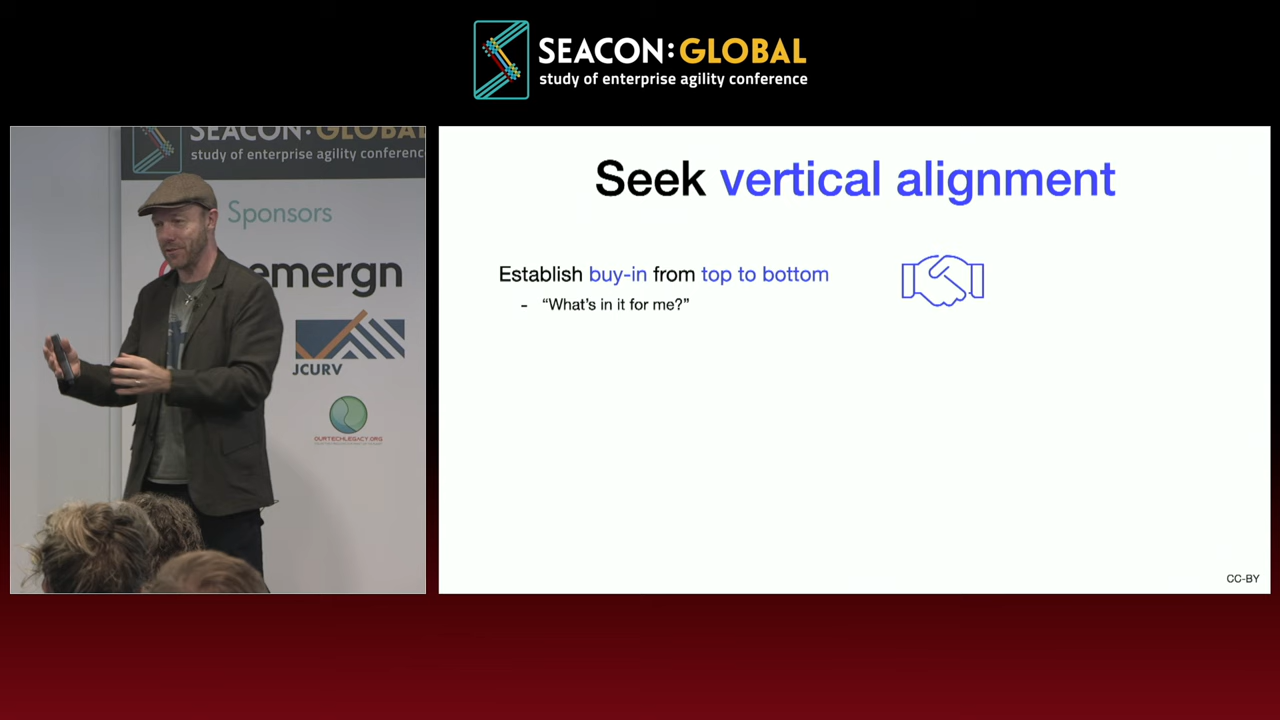 SEACON:GLOBAL
study of enterprise agility conference
SEACON:GLOBAL
study of enterprise agility conference
Sponsors
emergn
JCURV
OURTECHLEGACY.ORG
Seek vertical alignment
Establish buy-in from top to bottom
- “What’s in it for me?”
CC-BY